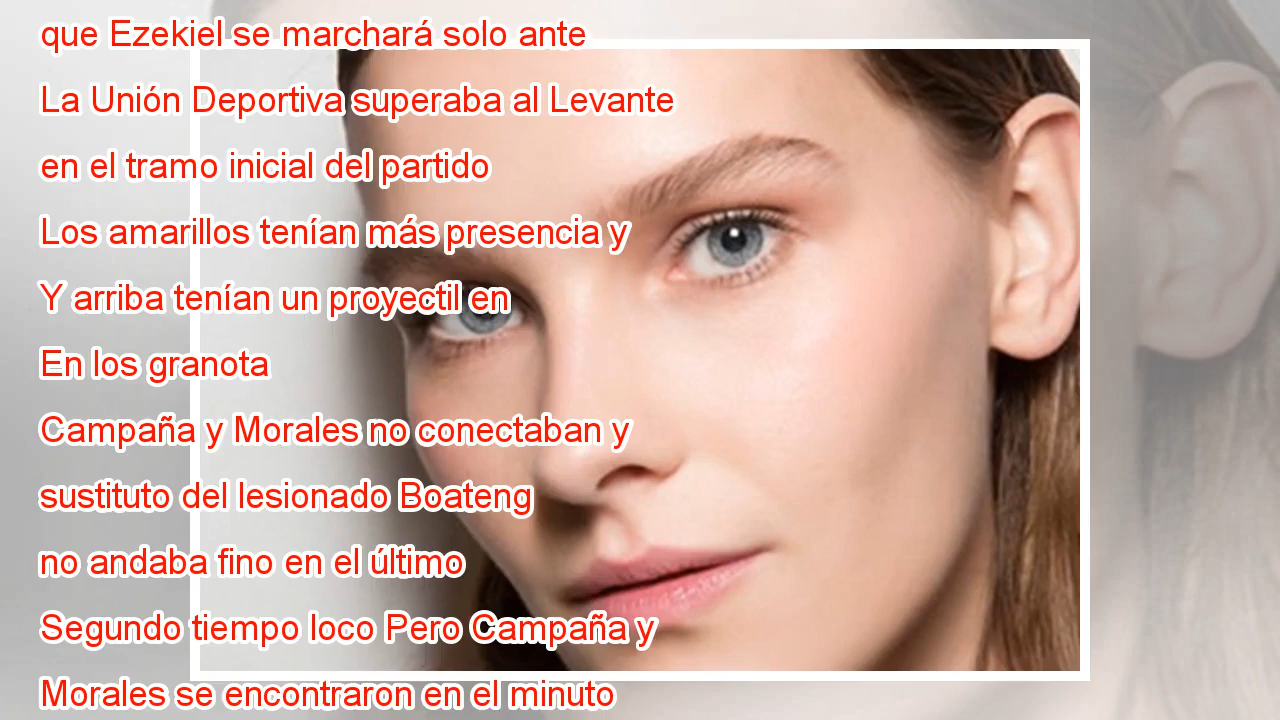 que Ezekiel se marchará solo ante
La Unión Deportiva superaba al Levante
en el tramo inicial del partido
Los amarillos tenían más presencia y
Y arriba tenían un proyectil en
En los granota
Campaña y Morales no conectaban y
sustituto del lesionado Boateng
no andaba fino en el último
Segundo tiempo loco Pero Campaña y
Morales se encontraron en el minuto